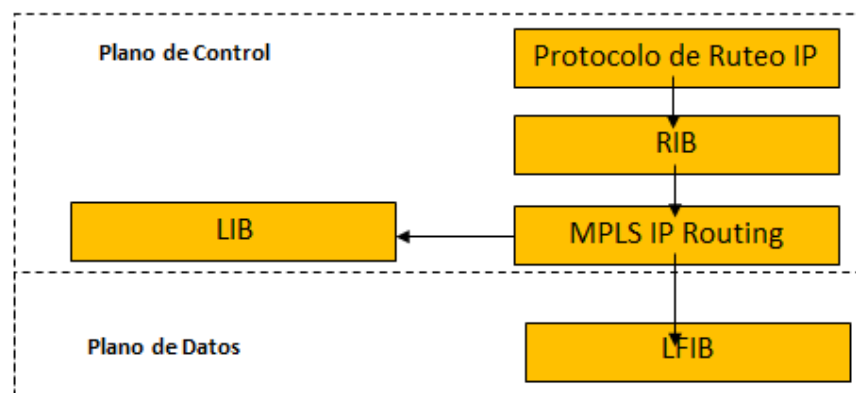 Plano de Control
Protocolo de Ruteo IP
RIB
LIB
MPLS IP Routing
Plano de Datos
LFIB